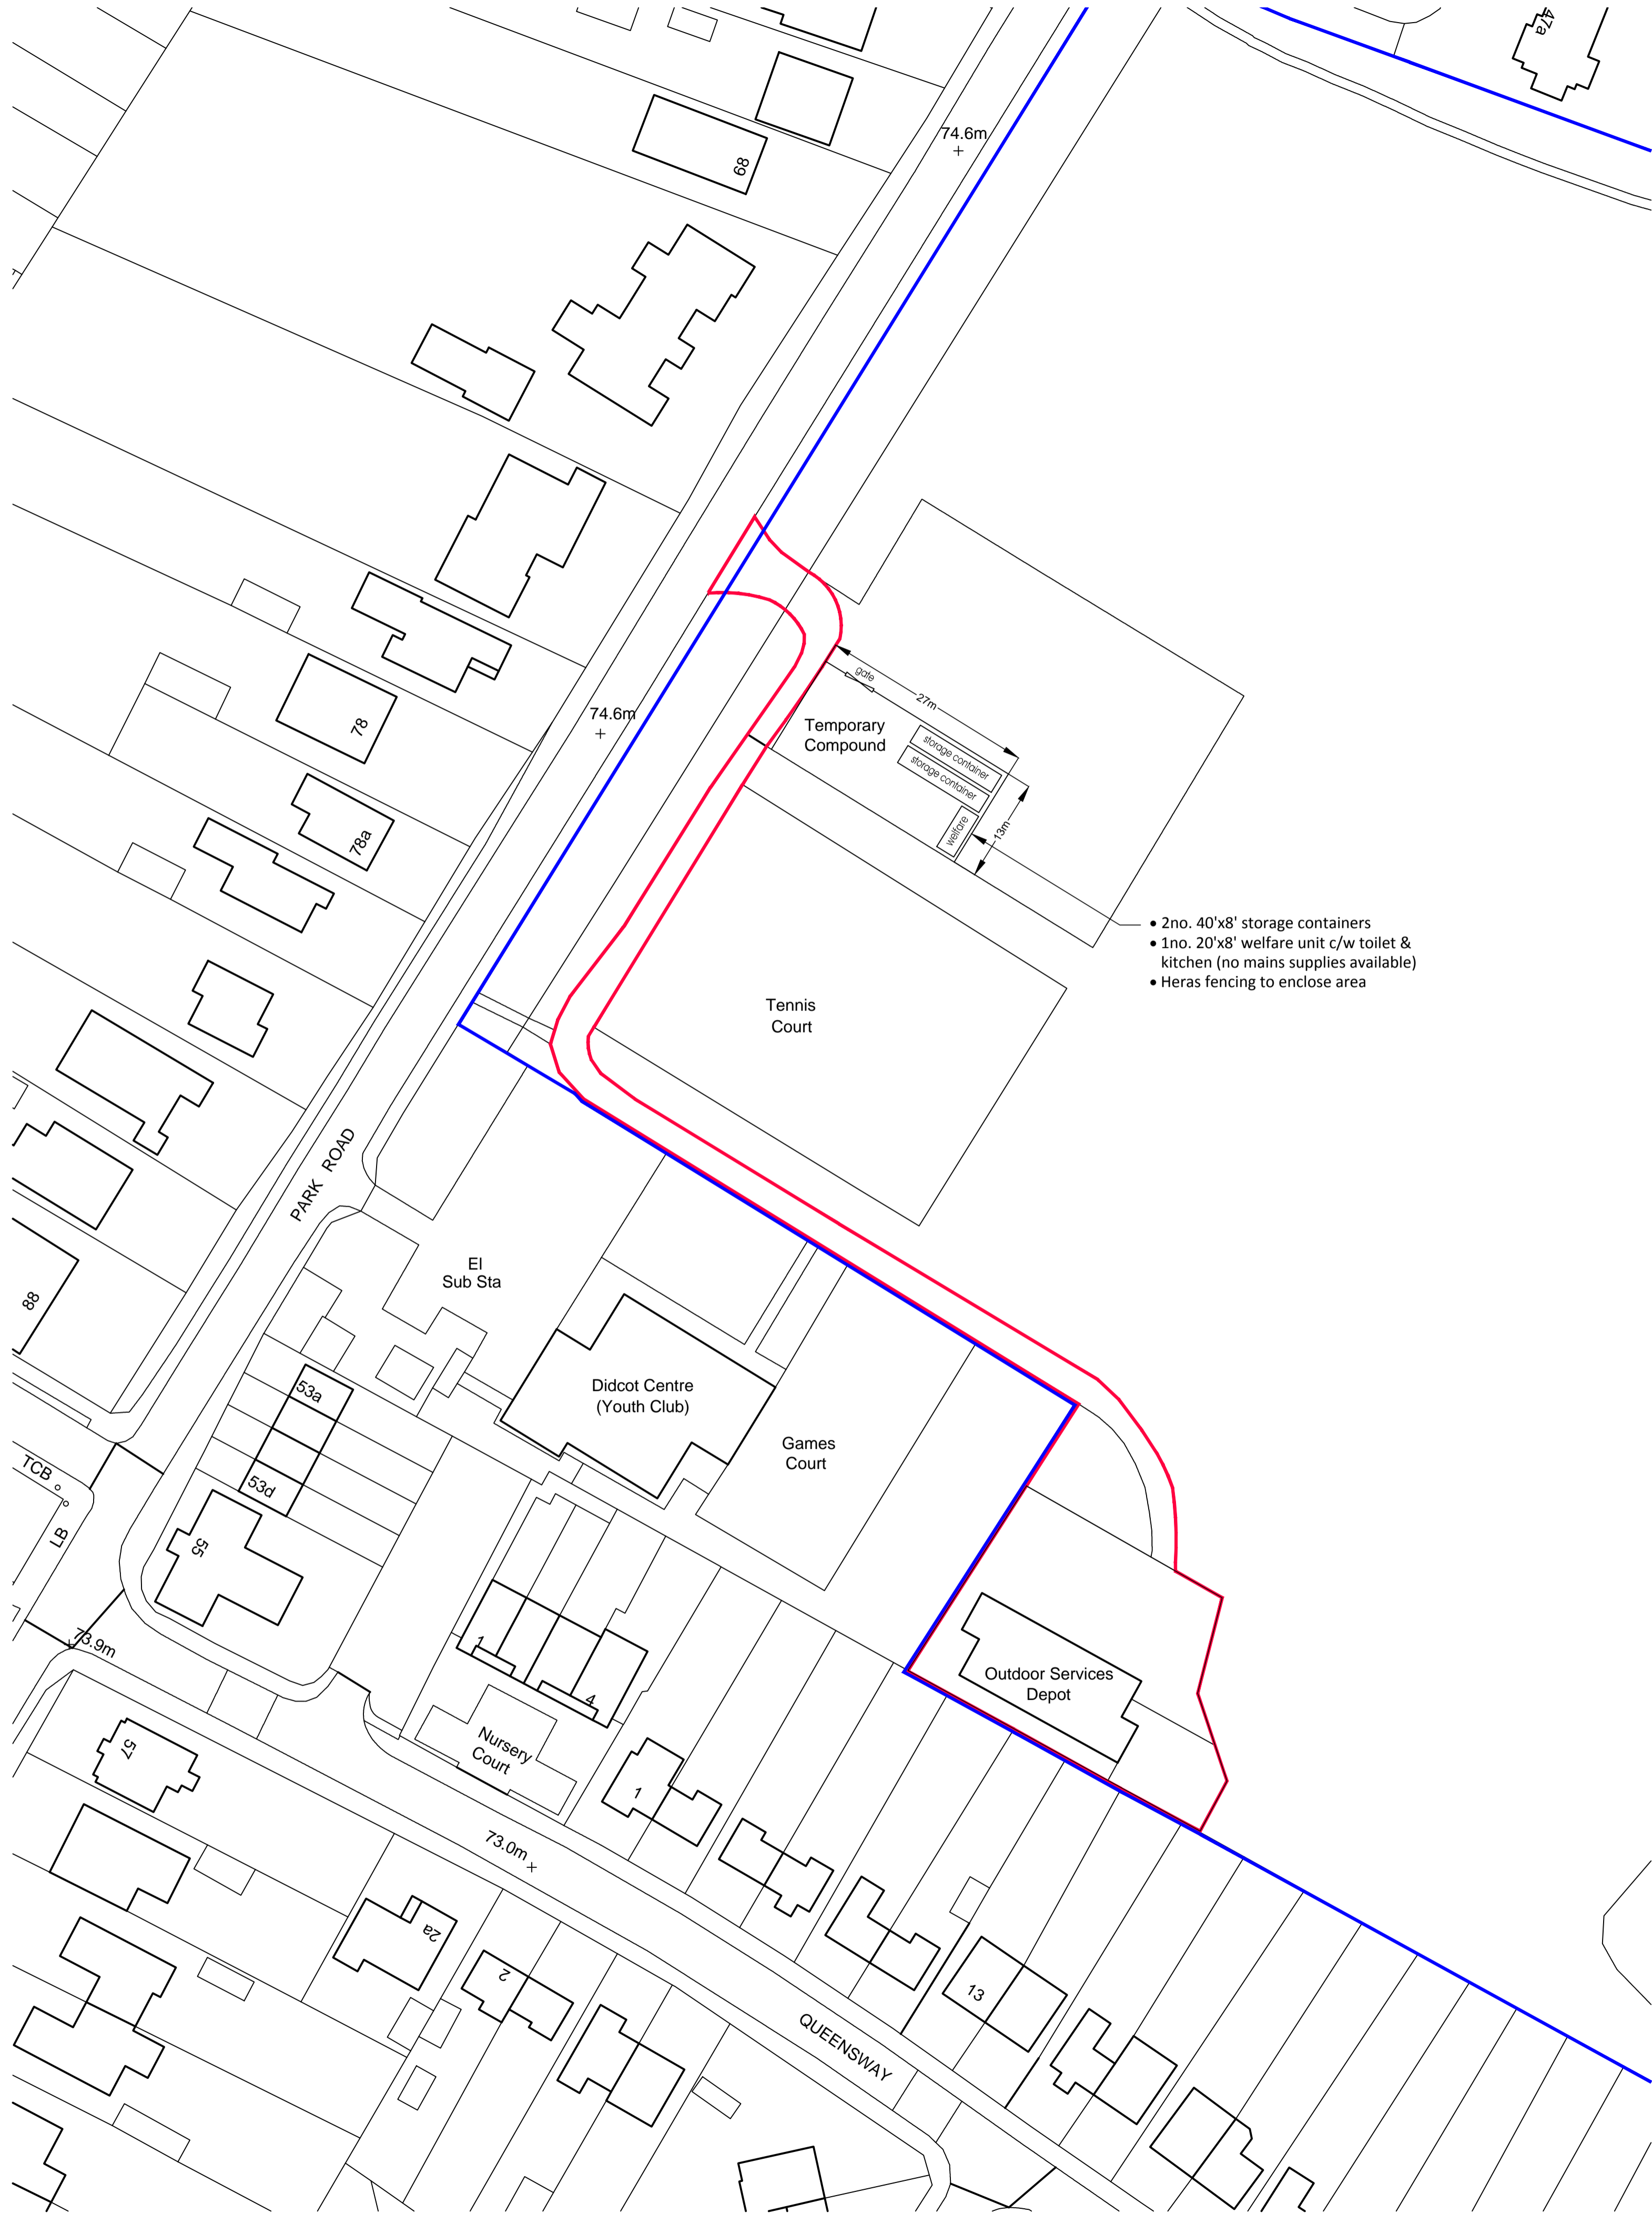 47a
74.6m
68
74.6m
gate
27m
Temporary
Compound
storage container
storage container
welfare
13m
78
78a
• 2no. 40'x8' storage containers
• 1no. 20'x8' welfare unit c/w toilet &
kitchen (no mains supplies available)
• Heras fencing to enclose area
Tennis
Court
PARK ROAD
El
Sub Sta
88
Didcot Centre
(Youth Club)
53a
Games
Court
TCB
53d
LB
55
73.9m
1
4
Outdoor Services
Depot
Nursery
Court
57
1
73.0m
2a
2
13
QUEENSWAY